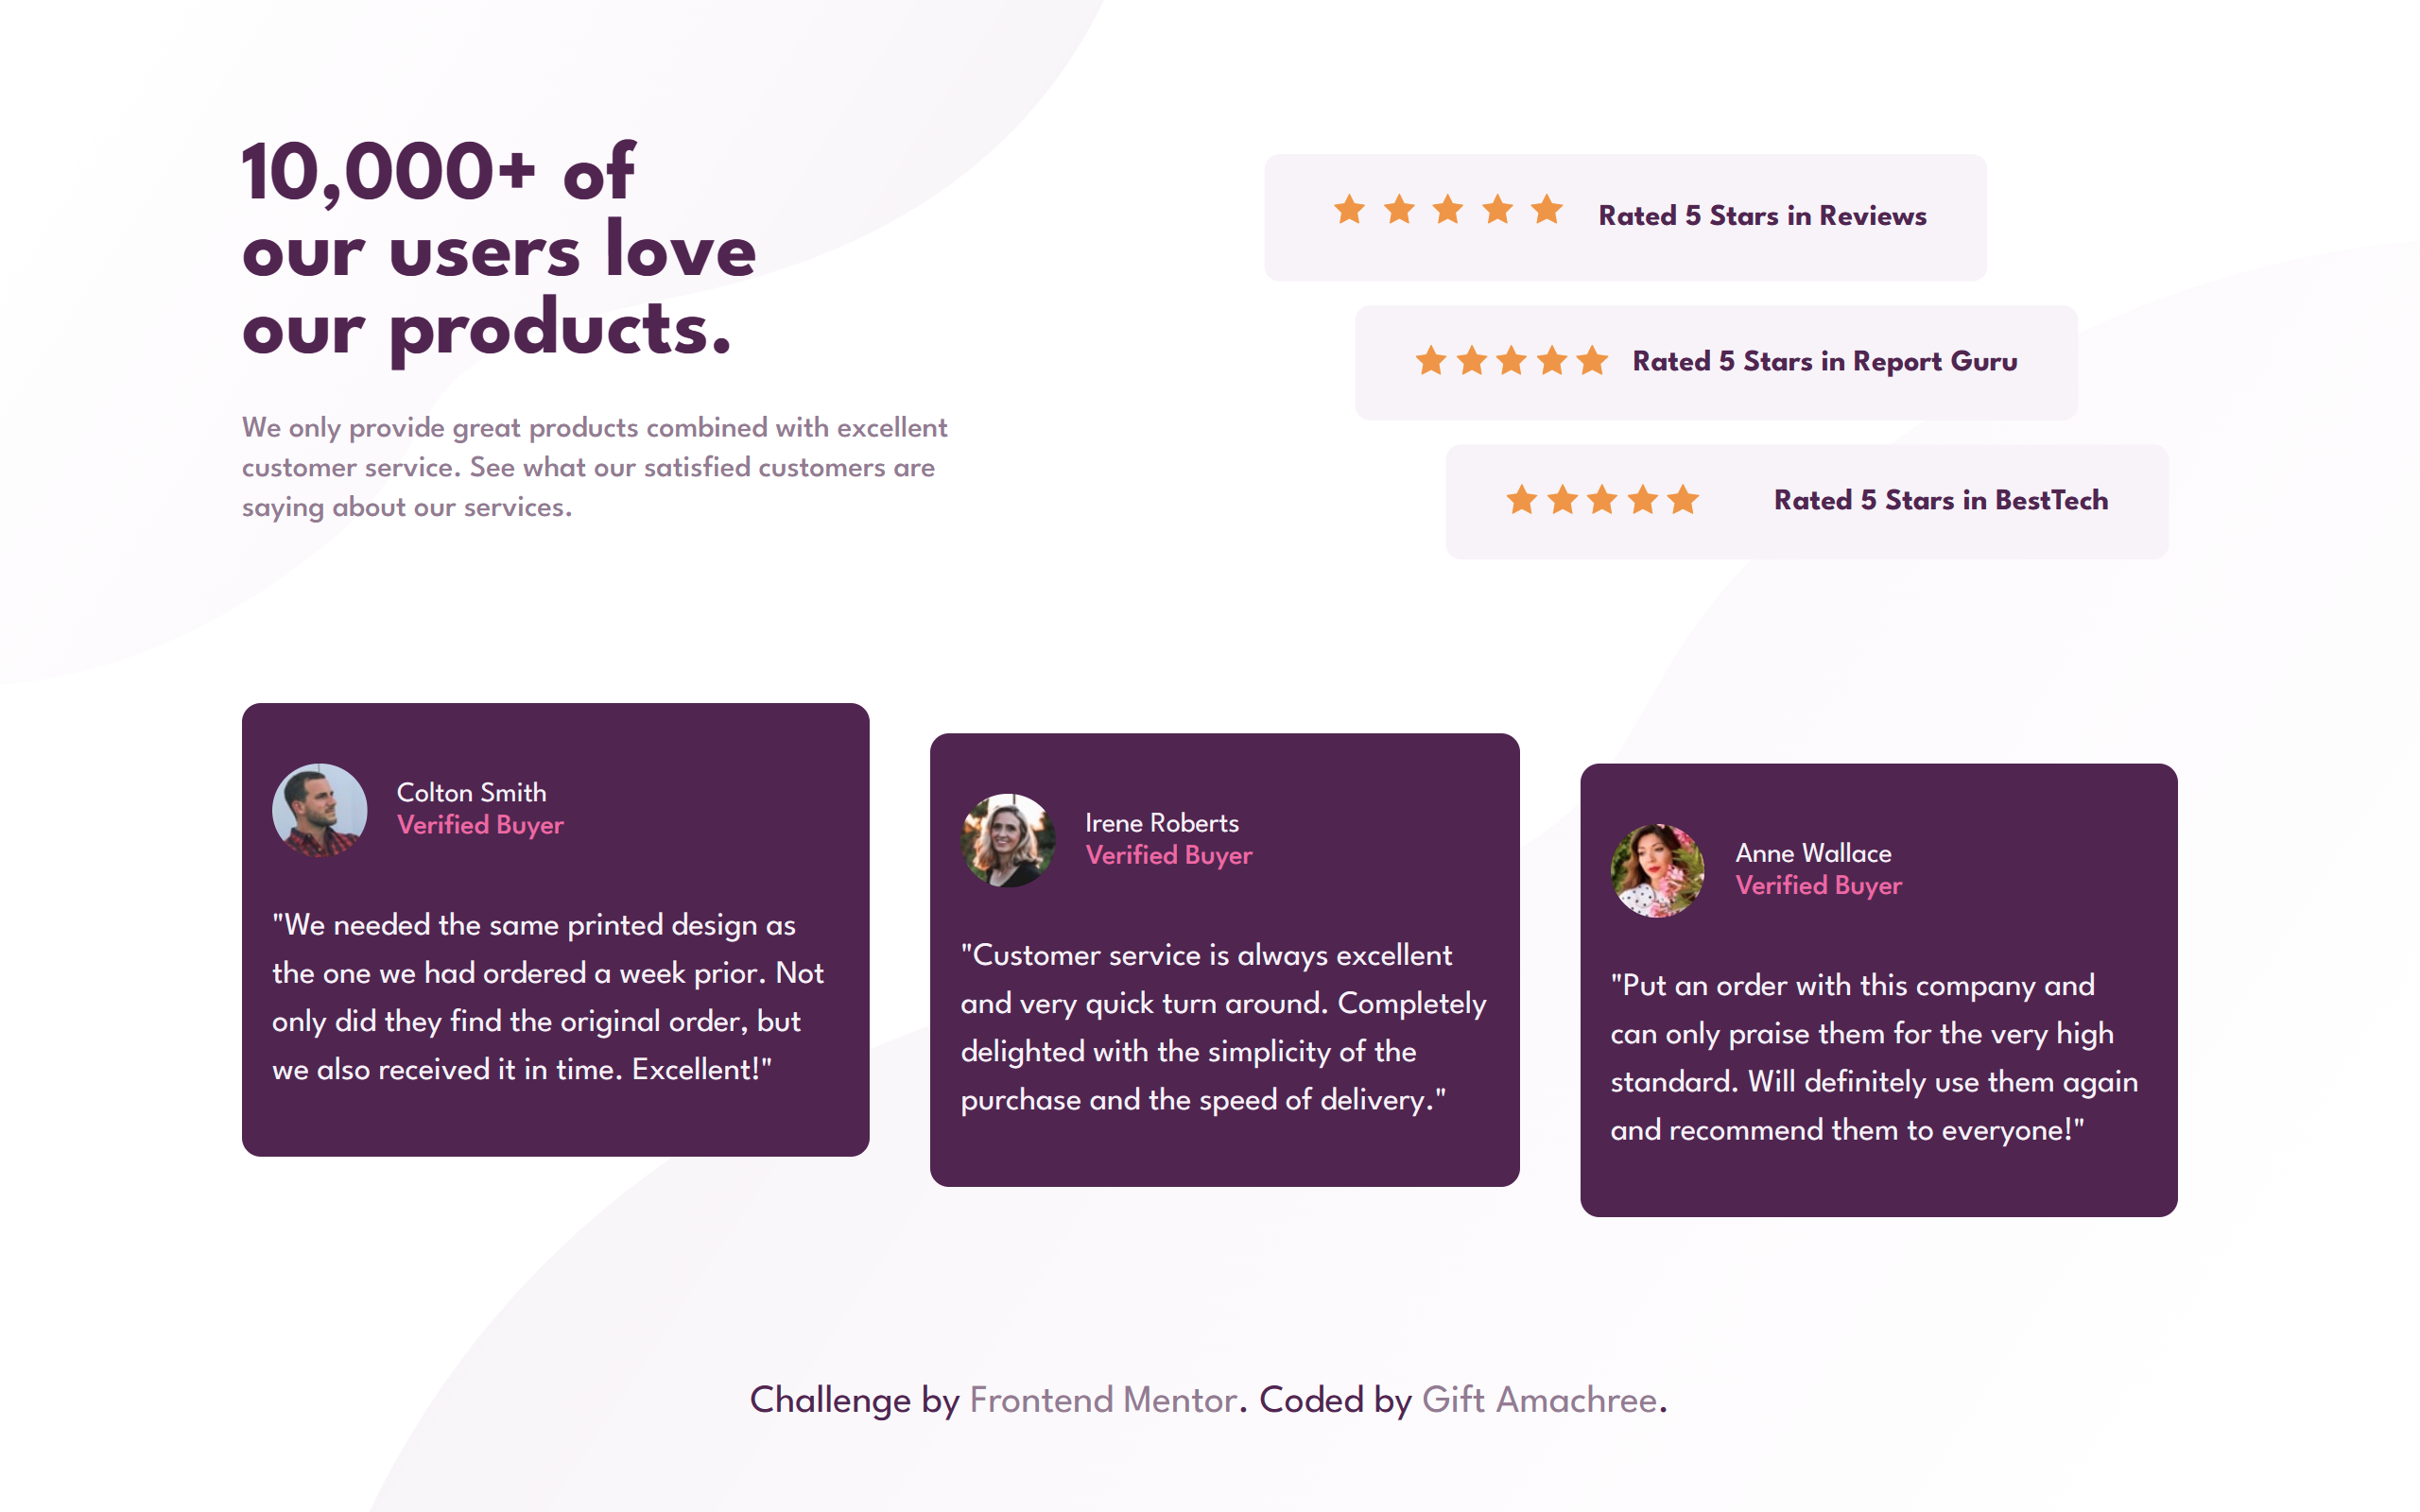 10,000+ of
our users love
our products.
We only provide great products combined with excellent
customer service. See what our satisfied customers are
saying about our services.
Rated 5 Stars in Reviews
Rated 5 Stars in Report Guru
Rated 5 Stars in BestTech
Colton Smith
Verified Buyer
"We needed the same printed design as
the one we had ordered a week prior. Not
only did they find the original order, but
we also received it in time. Excellent!"
Irene Roberts
Verified Buyer
"Customer service is always excellent
and very quick turn around. Completely
delighted with the simplicity of the
purchase and the speed of delivery."
Anne Wallace
Verified Buyer
"Put an order with this company and
can only praise them for the very high
standard. Will definitely use them again
and recommend them to everyone!"
Challenge by Frontend Mentor. Coded by Gift Amachree.